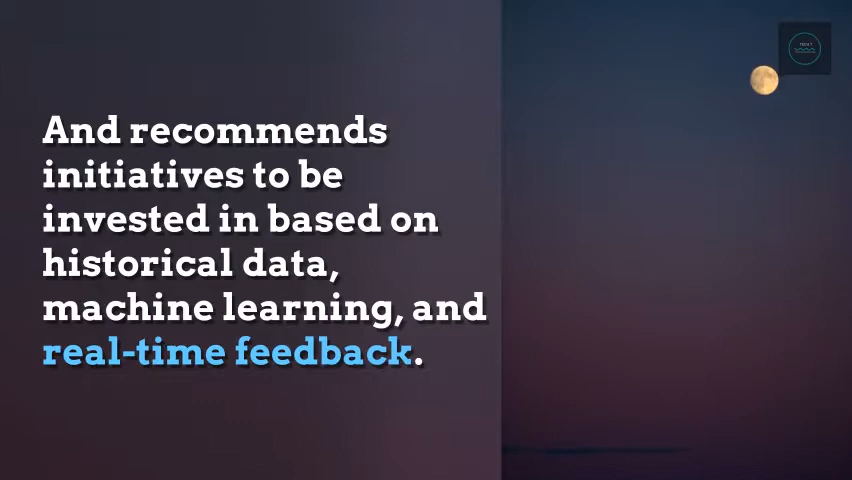 And recommends
initiatives to be
invested in based on
historical data,
machine learning, and
real-time feedback.